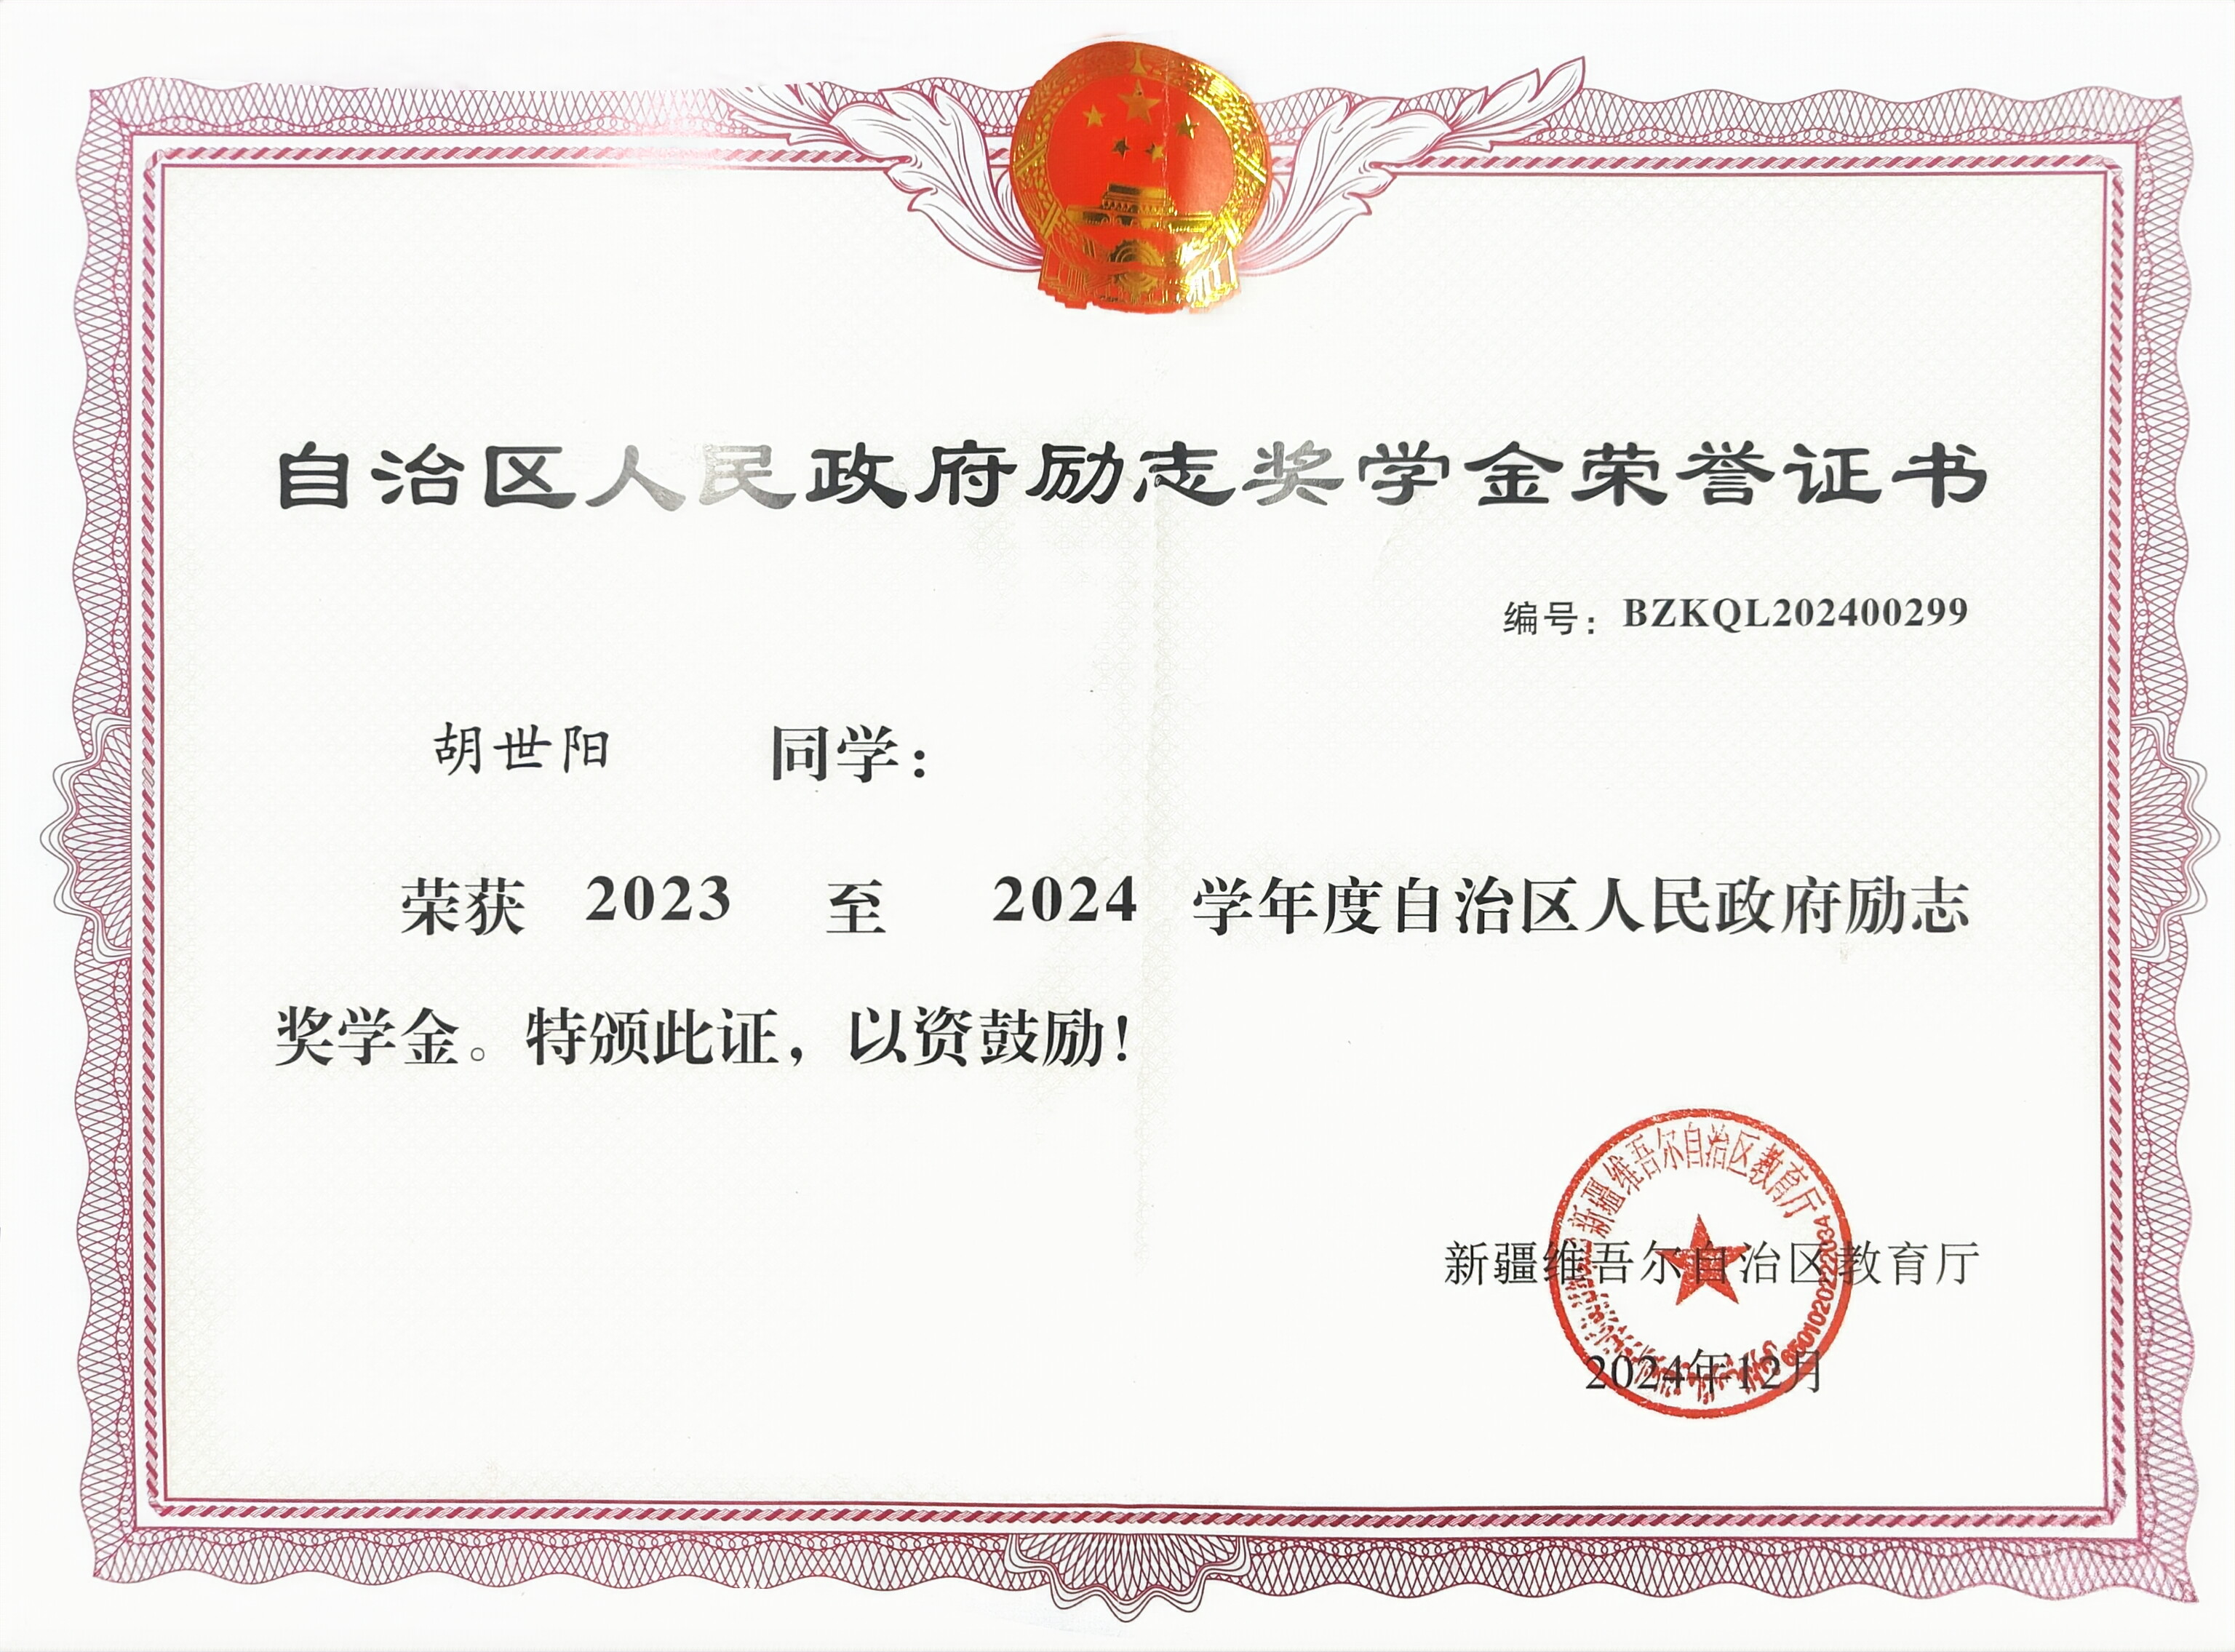 自治区人民政府励志奖学金荣誉证书
编号：BZKQL202400299
胡世阳 同学：
荣获 2023 至 2024 学年度自治区人民政府励志
奖学金。特颁此证，以资鼓励！
新疆维吾尔自治区教育厅
6501020222034
新疆维吾尔自治区教育厅
2024年12月